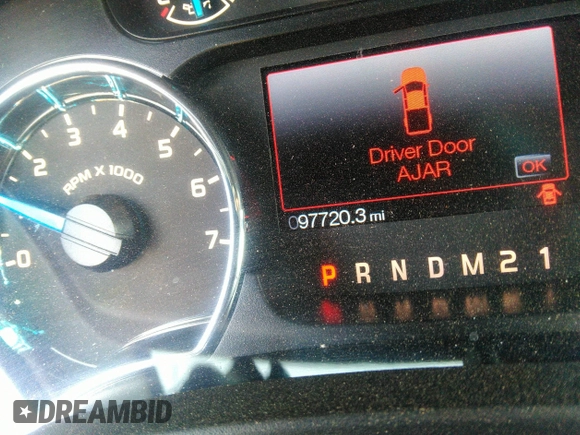 2
3
4
5
6
7
0
RPM X 1000
Driver Door
AJAR
OK
097720.3 mi
P R N D M 2 1
DREAMBID